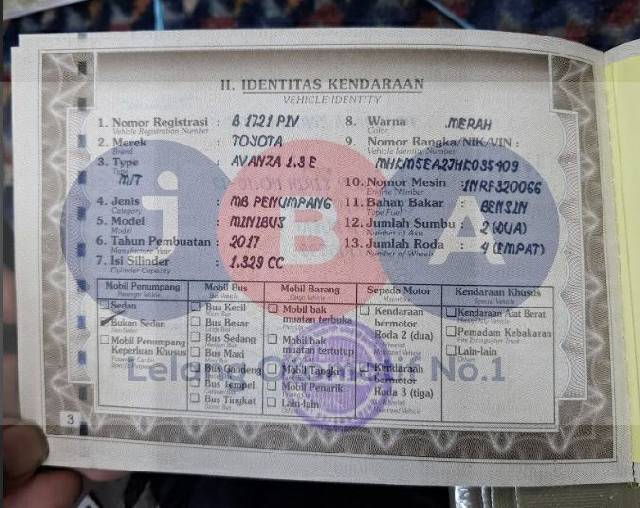 II. IDENTITAS KENDARAAN
VEHICLE IDENTITY
1. Nomor Registrasi : B 1721 PIV
Vehicle Registration Number
2. Merek : TOYOTA
Brand
3. Type : AVANZA 1.3 E
Type
M/T
4. Jenis : MB PENUMPANG
Category
5. Model : MINIBUS
Model
6. Tahun Pembuatan : 2017
Manufacture Year
7. Isi Silinder : 1.329 CC
Cylinder Capacity
8. Warna : MERAH
Color
9. Nomor Rangka/NIK/VIN :
Vehicle Identity Number
MHKM5EA2JHK035409
10. Nomor Mesin : 1NRF320066
Engine Number
11. Bahan Bakar : BENSIN
Type Fuel
12. Jumlah Sumbu : 2 (DUA)
Number of Axis
13. Jumlah Roda : 4 (EMPAT)
Number of Wheels
iBA
Mobil Penumpang
Passenger Vehicle
Sedan
Bukan Sedan
Mobil Penumpang
Keperluan Khusus
Mobil Bus
Bus Kecil
Bus Besar
Bus Sedang
Bus Maxi
Bus Gandeng
Bus Tempel
Bus Tingkat
Mobil Barang
Mobil bak
muatan terbuka
Mobil bak
muatan tertutup
Mobil Tangki
Mobil Penarik
Lain-lain
Sepeda Motor
Kendaraan
bermotor
Roda 2 (dua)
Kendaraan
bermotor
Roda 3 (tiga)
Kendaraan Khusus
Kendaraan Alat Berat
Pemadam Kebakaran
Lain-lain
No.1
3